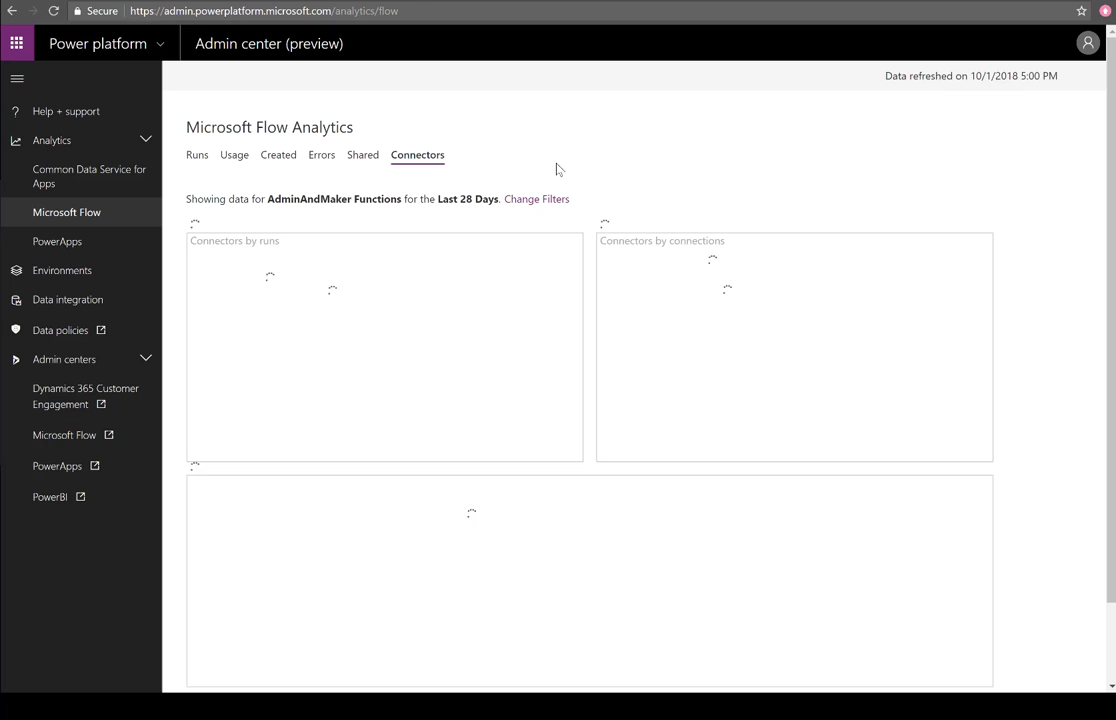 Secure https://admin.powerplatform.microsoft.com/analytics/flow
Power platform Admin center (preview)
Data refreshed on 10/1/2018 5:00 PM
Help + support
Analytics
Common Data Service for
Apps
Microsoft Flow
PowerApps
Environments
Data integration
Data policies
Admin centers
Dynamics 365 Customer
Engagement
Microsoft Flow
PowerApps
PowerBI
Microsoft Flow Analytics
Runs Usage Created Errors Shared Connectors
Showing data for AdminAndMaker Functions for the Last 28 Days. Change Filters
Connectors by runs
Connectors by connections